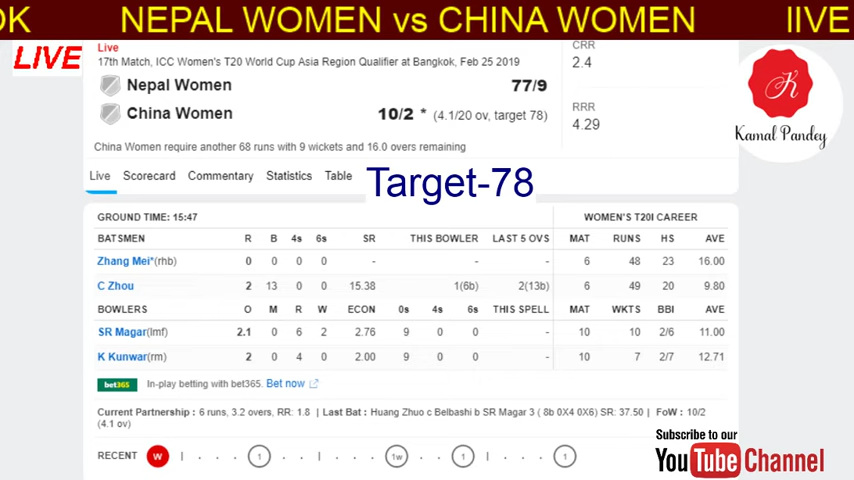 OK NEPAL WOMEN vs CHINA WOMEN lIVE
LIVE
Live
17th Match, ICC Women's T20 World Cup Asia Region Qualifier at Bangkok, Feb 25 2019
Nepal Women 77/9
China Women 10/2 * (4.1/20 ov, target 78)
China Women require another 68 runs with 9 wickets and 16.0 overs remaining
CRR
2.4
RRR
4.29
K
Kamal Pandey
Live Scorecard Commentary Statistics Table
Target-78
GROUND TIME: 15:47 WOMEN'S T20I CAREER
BATSMEN R B 4s 6s SR THIS BOWLER LAST 5 OVS MAT RUNS HS AVE
Zhang Mei*(rhb) 0 0 0 0 - - - 6 48 23 16.00
C Zhou 2 13 0 0 15.38 1(6b) 2(13b) 6 49 20 9.80
BOWLERS O M R W ECON 0s 4s 6s THIS SPELL MAT WKTS BBI AVE
SR Magar(lmf) 2.1 0 6 2 2.76 9 0 0 - 10 10 2/6 11.00
K Kunwar(rm) 2 0 4 0 2.00 9 0 0 - 10 7 2/7 12.71
bet365 In-play betting with bet365. Bet now
Current Partnership : 6 runs, 3.2 overs, RR: 1.8 | Last Bat : Huang Zhuo c Belbashi b SR Magar 3 ( 8b 0X4 0X6) SR: 37.50 | FoW : 10/2
(4.1 ov)
RECENT W | . . . 1 . . | . . . 1w . . 1 | . . . 1
Subscribe to our
YouTube Channel